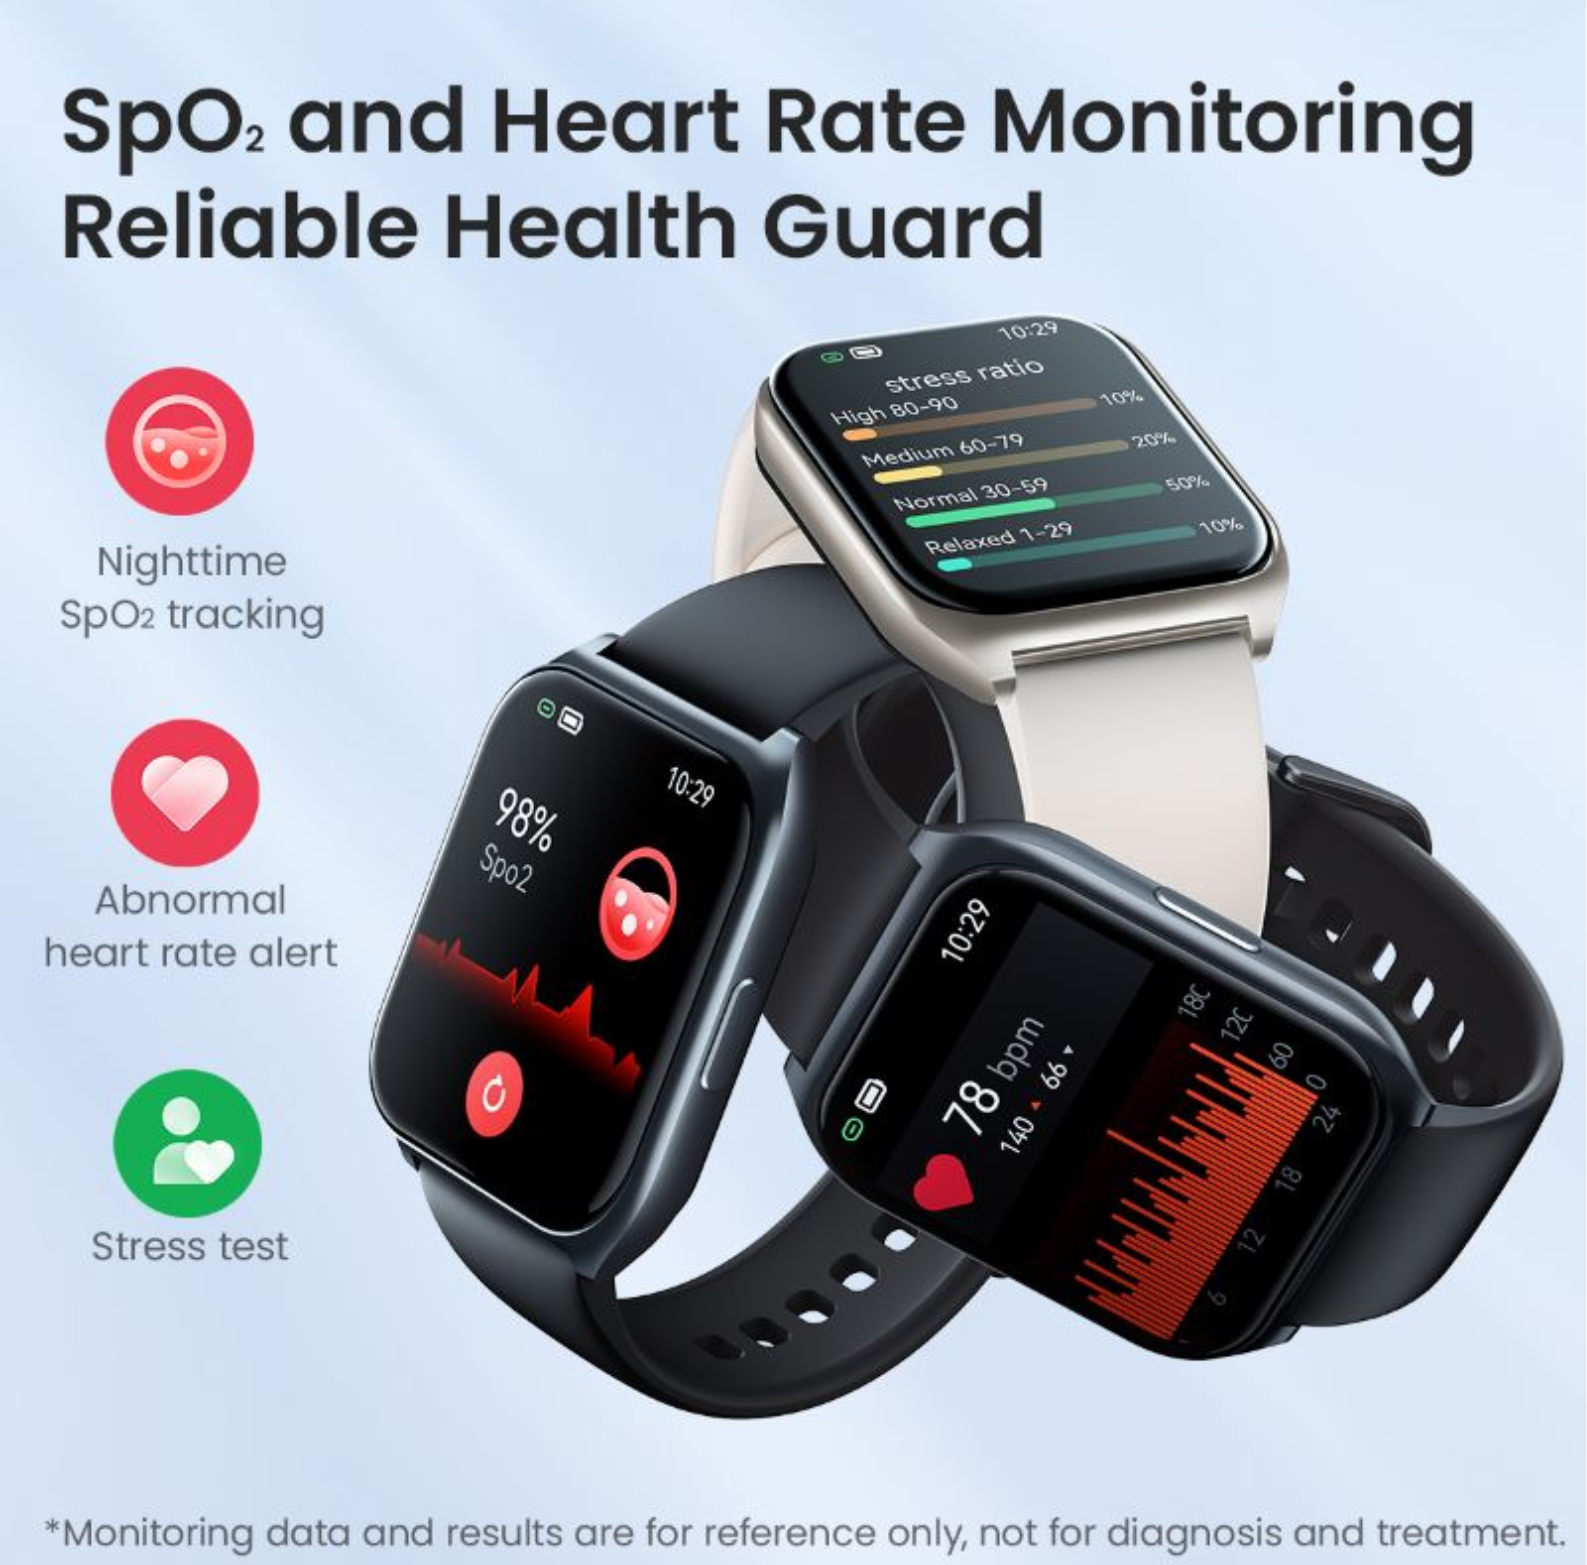 SpO₂ and Heart Rate Monitoring
Reliable Health Guard
Nighttime
SpO2 tracking
Abnormal
heart rate alert
Stress test
10:29
stress ratio
High 80-90
10%
Medium 60-79
20%
Normal 30-59
50%
Relaxed 1-29
10%
10:29
98%
Spo2
10:29
78 bpm
140 ▲ 66 ▼
180
120
60
0
6
12
18
24
*Monitoring data and results are for reference only, not for diagnosis and treatment.